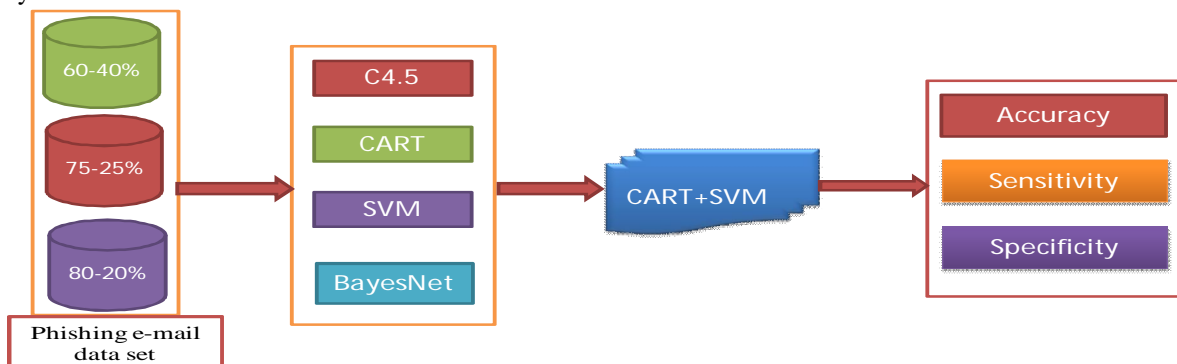 y
60-40%
75-25%
80-20%
Phishing e-mail
data set
C4.5
CART
SVM
BayesNet
CART+SVM
Accuracy
Sensitivity
Specificity